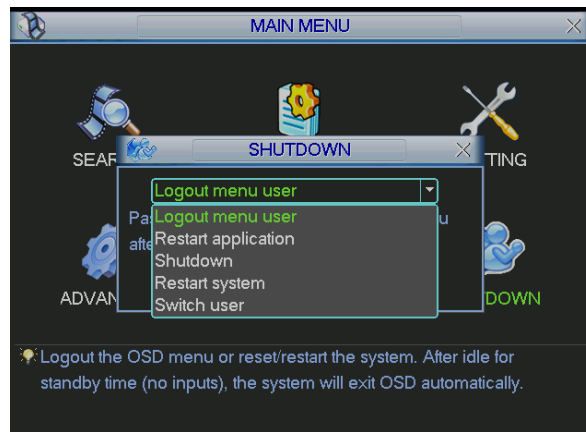 MAIN MENU
SHUTDOWN
SEAR
TING
Logout menu user
Logout menu user
Pa
u
Restart application
afte
Shutdown
Restart system
Switch user
ADVAN
DOWN
Logout the OSD menu or reset/restart the system. After idle for
standby time (no inputs), the system will exit OSD automatically.